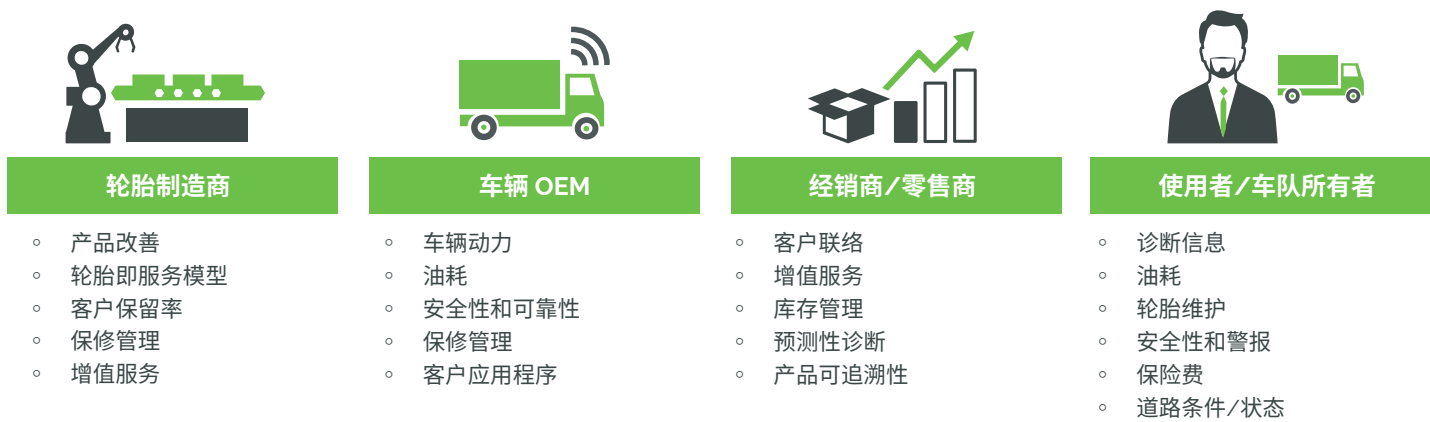 轮胎制造商
产品改善
轮胎即服务模型
客户保留率
保修管理
增值服务
车辆 OEM
车辆动力
油耗
安全性和可靠性
保修管理
客户应用程序
经销商/零售商
客户联络
增值服务
库存管理
预测性诊断
产品可追溯性
使用者/车队所有者
诊断信息
油耗
轮胎维护
安全性和警报
保险费
道路条件/状态